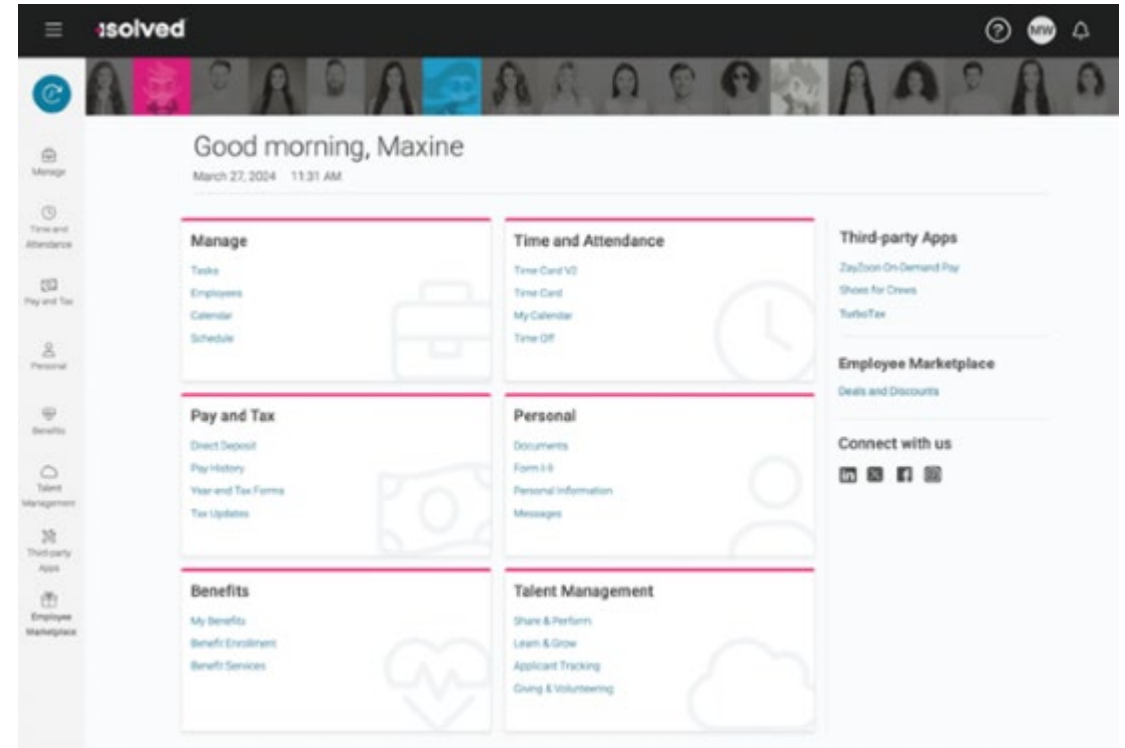 isolved
?
MW
Manage
Time and
Attendance
Pay and Tax
Personal
Benefits
Talent
Management
Third-party
Apps
Employee
Marketplace
Good morning, Maxine
March 27, 2024 11:31 AM
Manage
Tasks
Employees
Calendar
Schedule
Time and Attendance
Time Card V2
Time Card
My Calendar
Time Off
Pay and Tax
Direct Deposit
Pay History
Year-end Tax Forms
Tax Updates
Personal
Documents
Form I-9
Personal Information
Messages
Benefits
My Benefits
Benefit Enrollment
Benefit Services
Talent Management
Share & Perform
Learn & Grow
Applicant Tracking
Giving & Volunteering
Third-party Apps
ZayZoon On-Demand Pay
Shoes for Crews
TurboTax
Employee Marketplace
Deals and Discounts
Connect with us